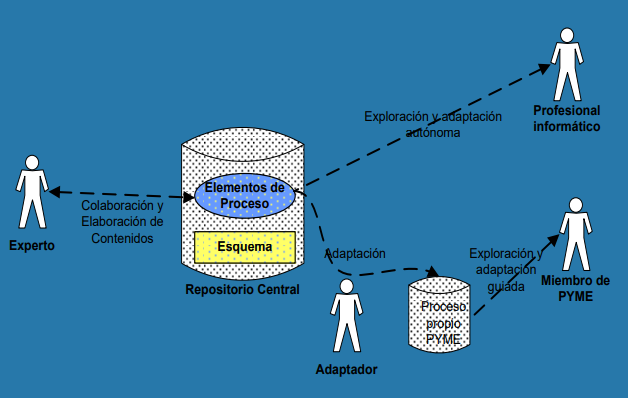 Profesional
informático
Exploración y adaptación
autónoma
Elementos de
Proceso
Colaboración y
Elaboración de
Contenidos
Experto
Esquema
Repositorio Central
Adaptación
Exploración y
adaptación
guiada
Miembro de
PYME
Proceso
propio
PYME
Adaptador